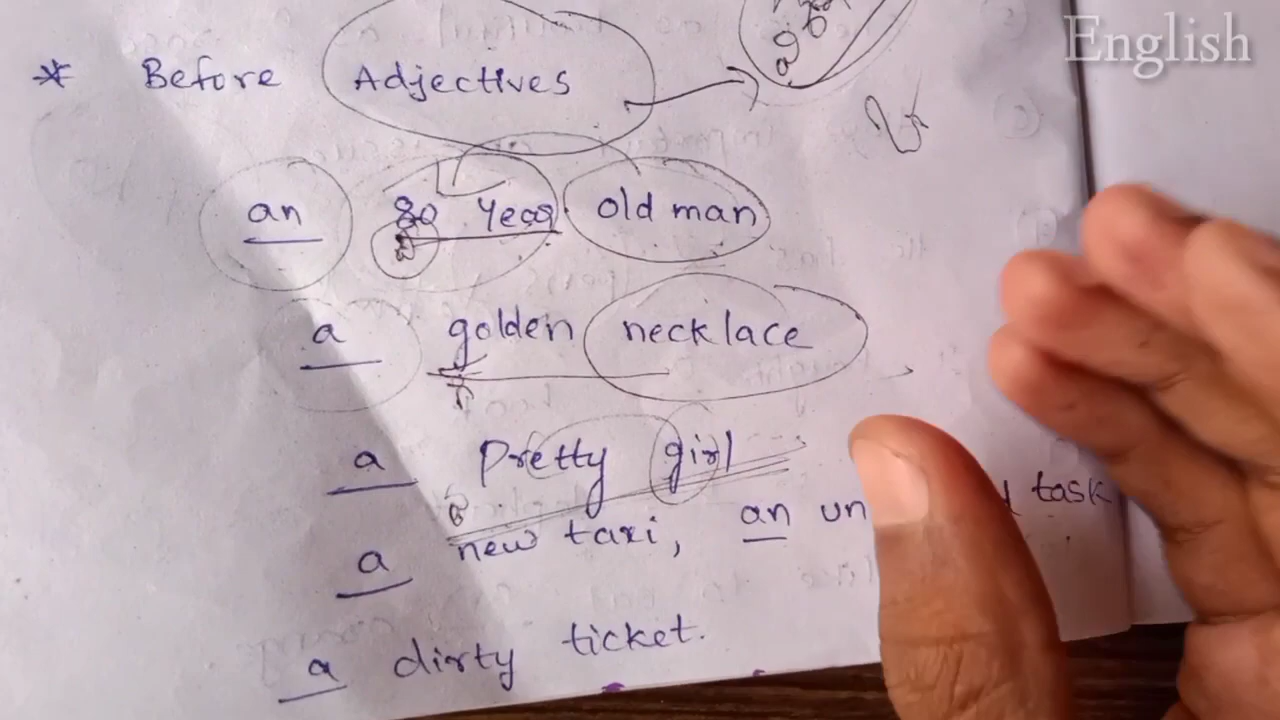 English
* Before Adjectives
an 80 Year old man
a golden necklace
a Pretty girl
a new taxi, an un task
a dirty ticket.